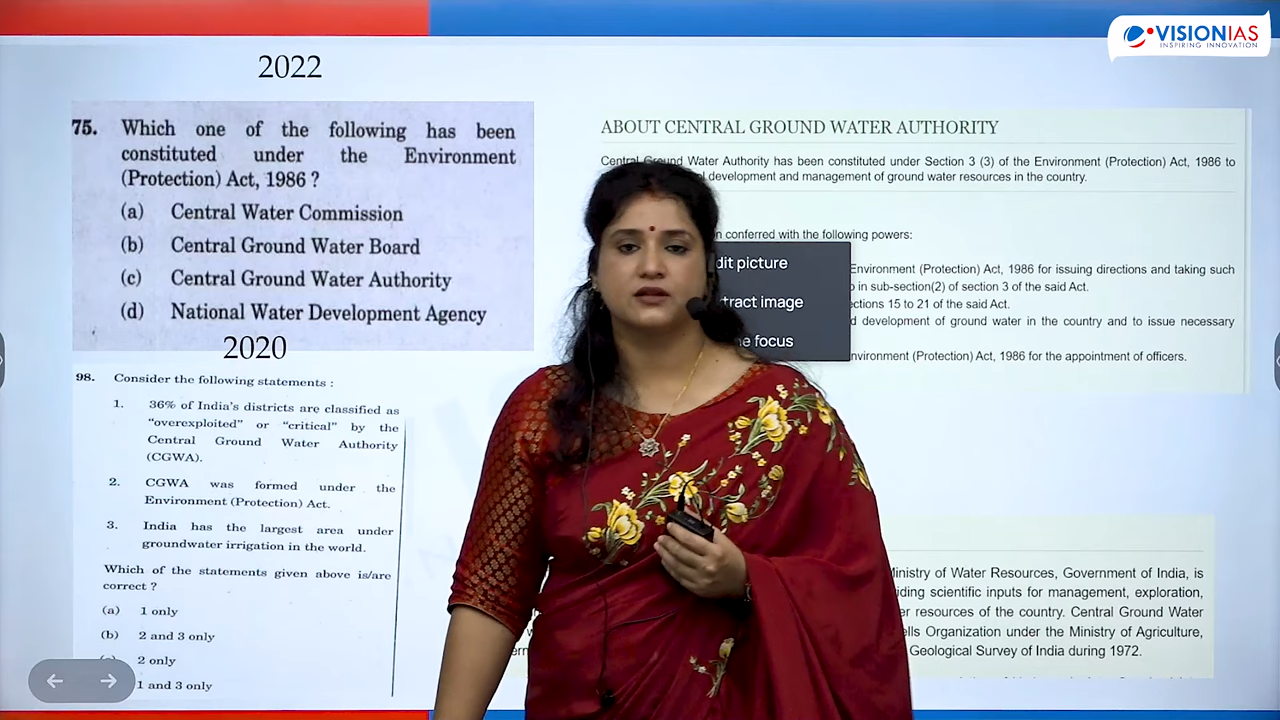 VISIONIAS
INSPIRING INNOVATION
2022
75. Which one of the following has been
constituted under the Environment
(Protection) Act, 1986 ?
(a) Central Water Commission
(b) Central Ground Water Board
(c) Central Ground Water Authority
(d) National Water Development Agency
2020
98. Consider the following statements :
1. 36% of India's districts are classified as
"overexploited" or "critical" by the
Central Ground Water Authority
(CGWA).
2. CGWA was formed under the
Environment (Protection) Act.
3. India has the largest area under
groundwater irrigation in the world.
Which of the statements given above is/are
correct ?
(a) 1 only
(b) 2 and 3 only
2 only
1 and 3 only
ABOUT CENTRAL GROUND WATER AUTHORITY
Central Ground Water Authority has been constituted under Section 3 (3) of the Environment (Protection) Act, 1986 to
development and management of ground water resources in the country.
conferred with the following powers:
picture
image
focus
Environment (Protection) Act, 1986 for issuing directions and taking such
in sub-section(2) of section 3 of the said Act.
15 to 21 of the said Act.
development of ground water in the country and to issue necessary
(Protection) Act, 1986 for the appointment of officers.
Ministry of Water Resources, Government of India, is
scientific inputs for management, exploration,
resources of the country. Central Ground Water
Organization under the Ministry of Agriculture,
Geological Survey of India during 1972.